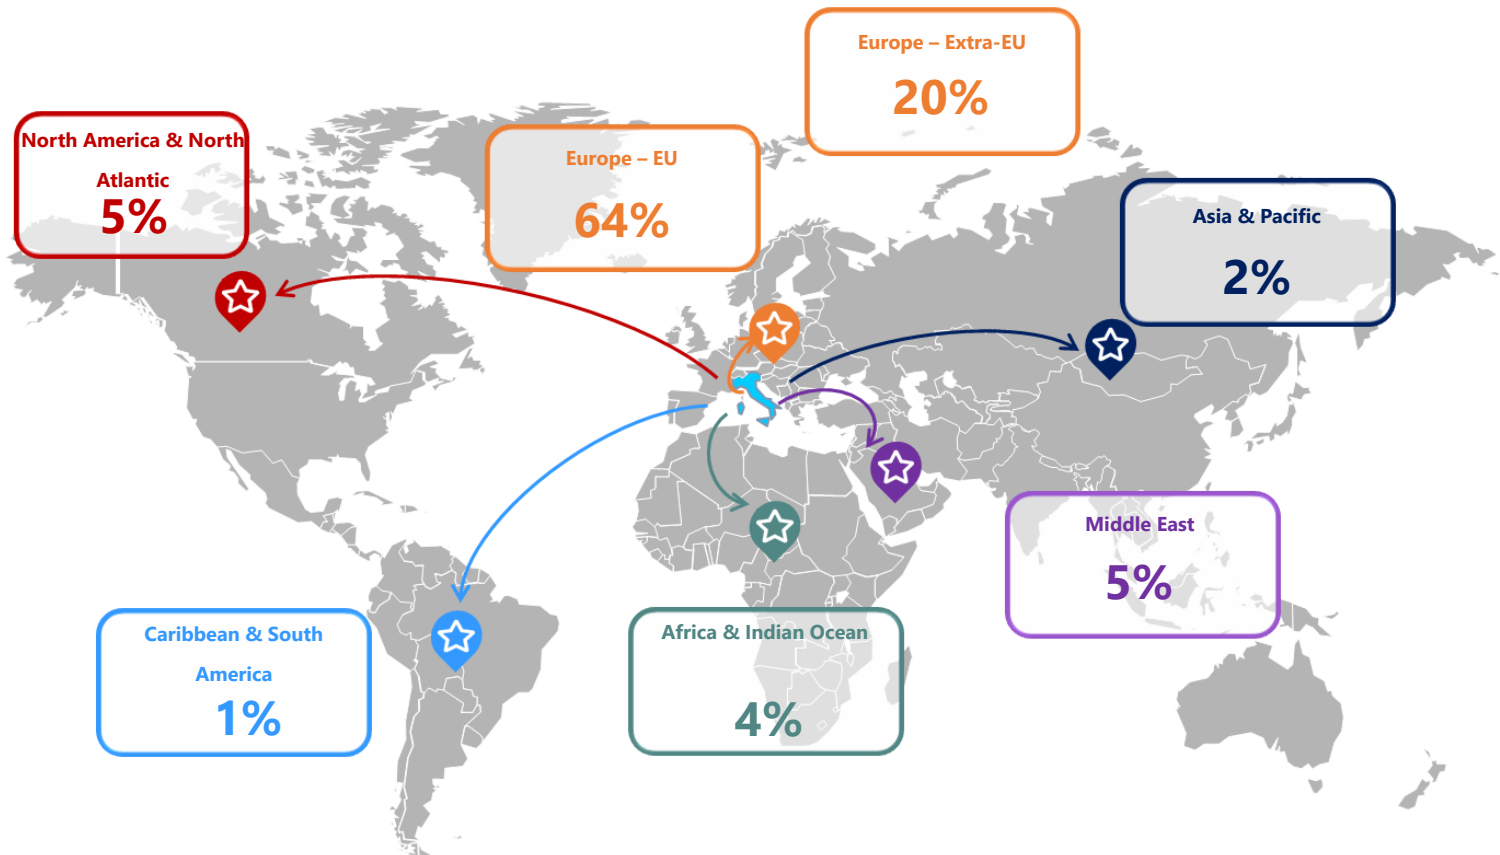 Europe – Extra-EU
20%
North America & North
Atlantic
5%
Europe – EU
64%
Asia & Pacific
2%
Middle East
5%
Caribbean & South
America
1%
Africa & Indian Ocean
4%